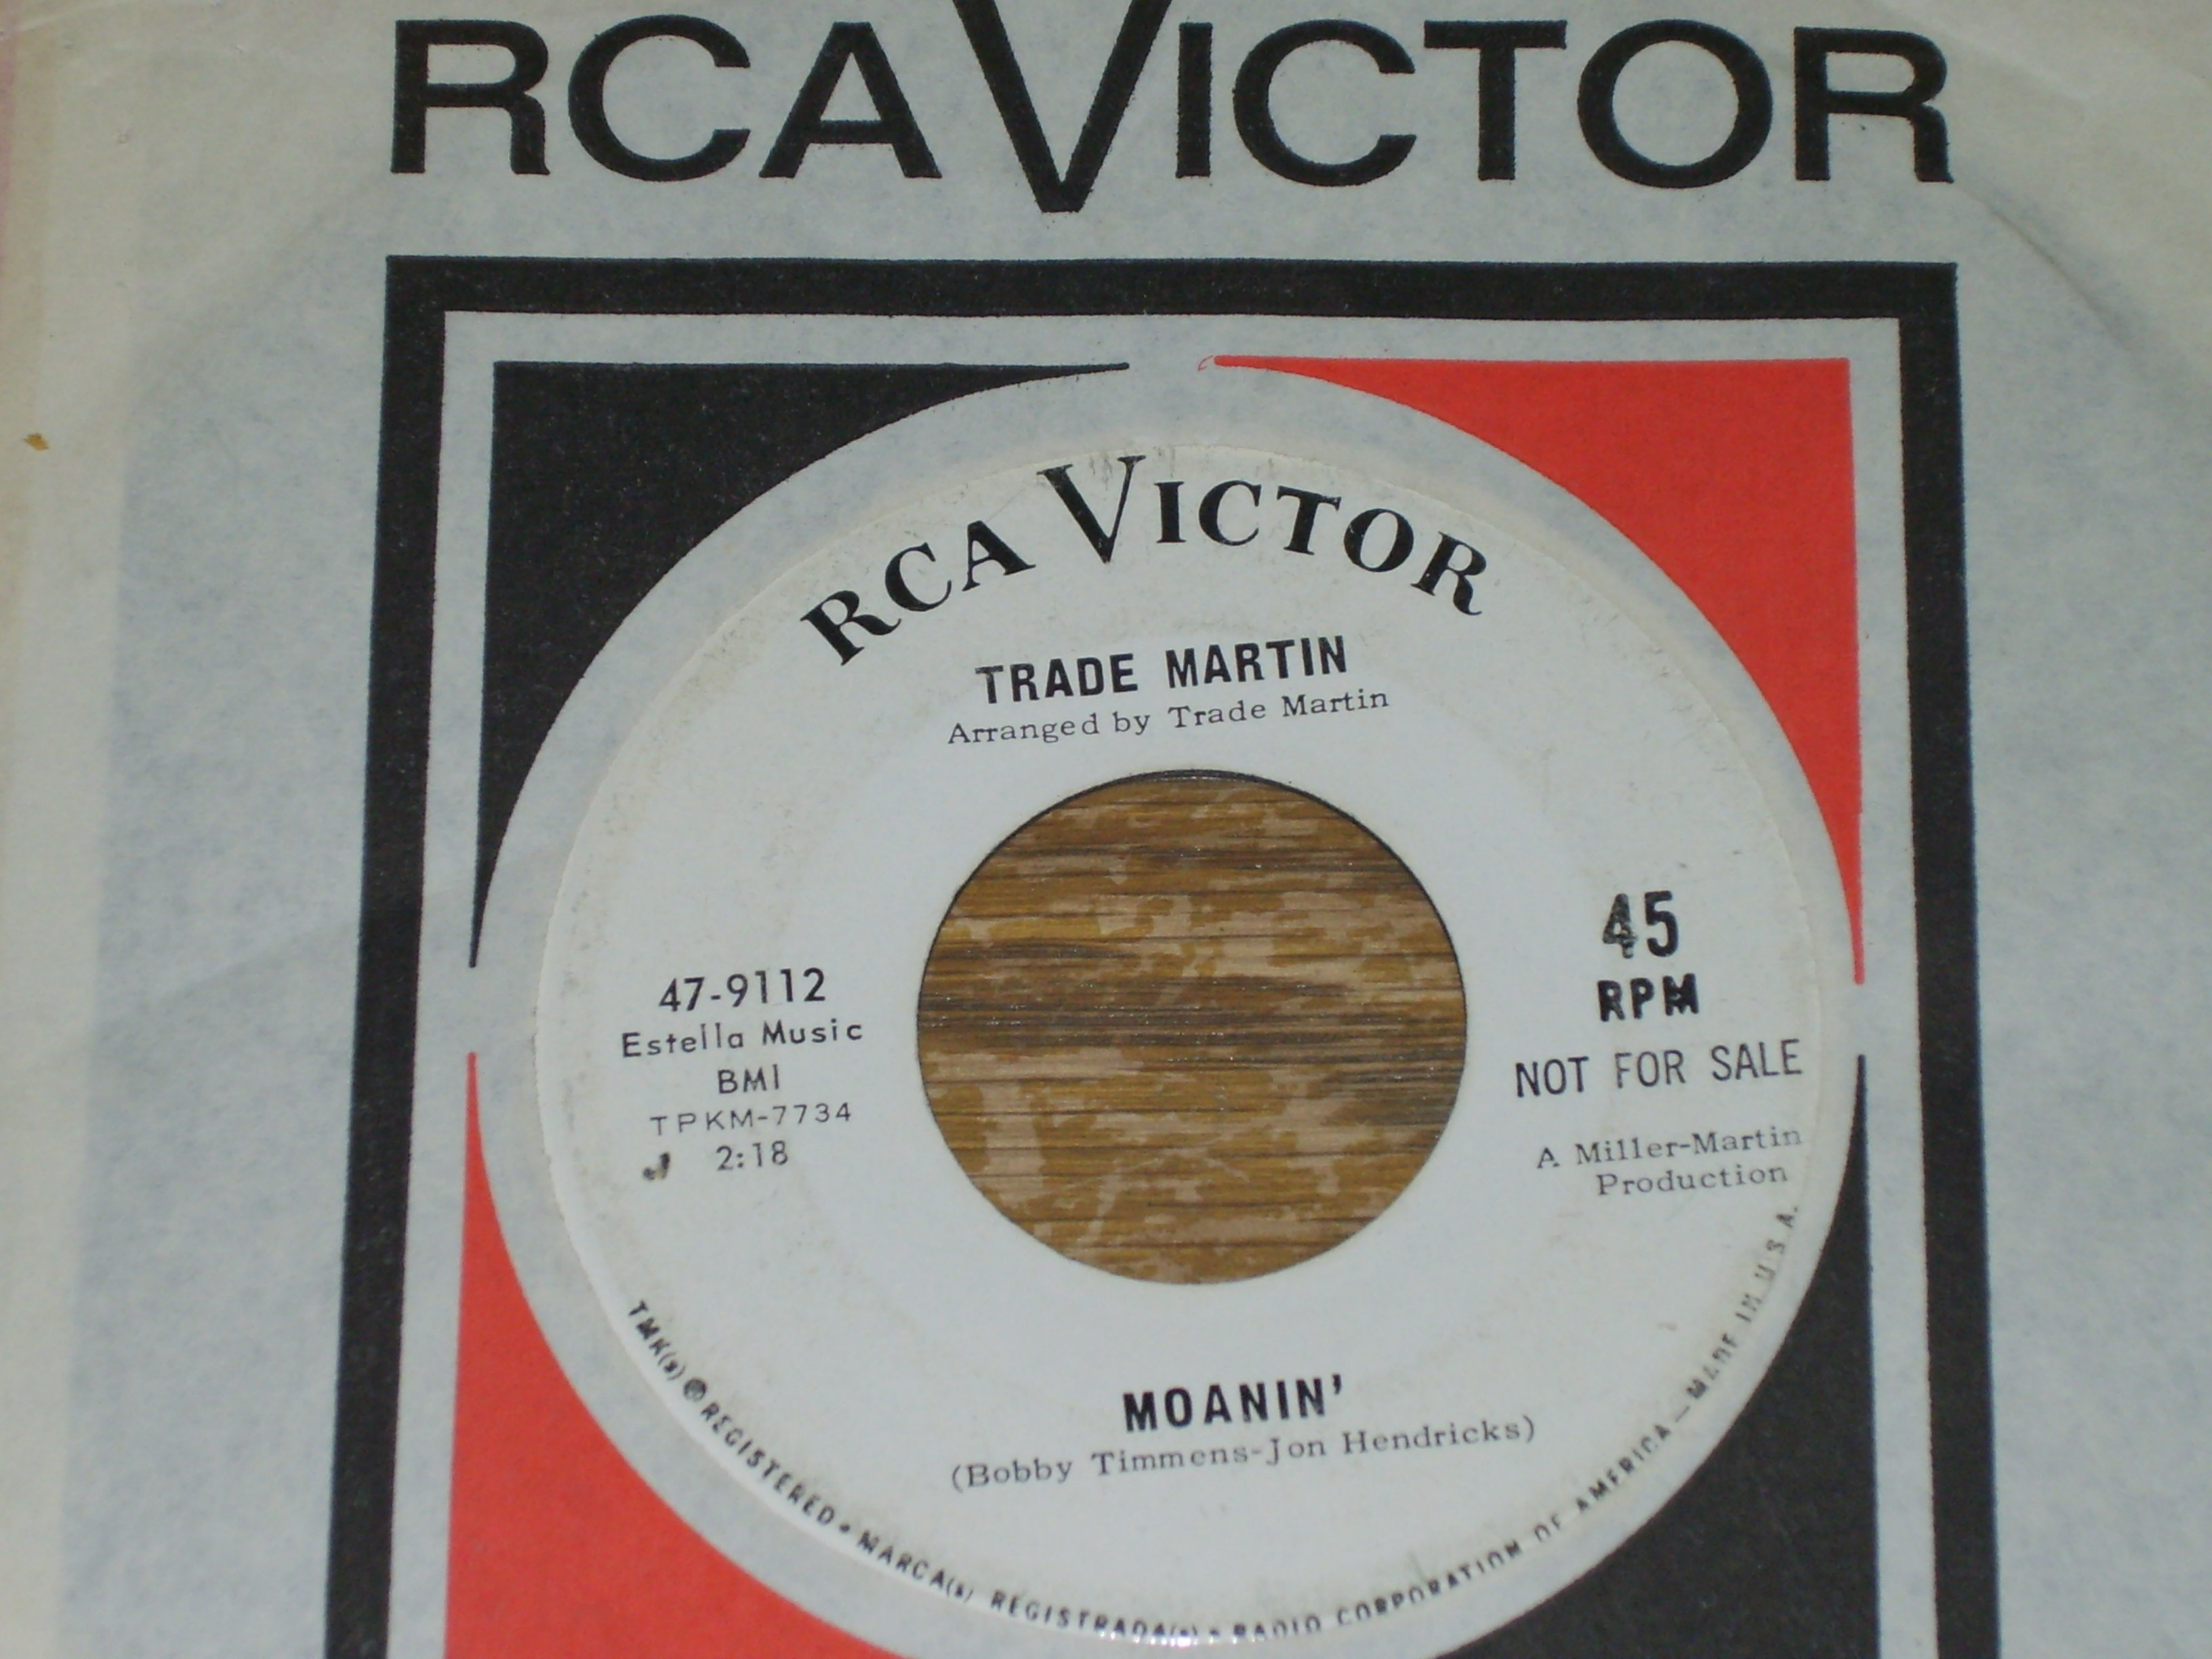 RCA VICTOR
RCA VICTOR
TRADE MARTIN
Arranged by Trade Martin
47-9112
Estella Music
BMI
TPKM-7734
2:18
45
RPM
NOT FOR SALE
A Miller-Martin
Production
MOANIN'
(Bobby Timmens-Jon Hendricks)
TMK(s) ® REGISTERED • MARCA(s) REGISTRADA(s) • RADIO CORPORATION OF AMERICA — MADE IN U.S.A.